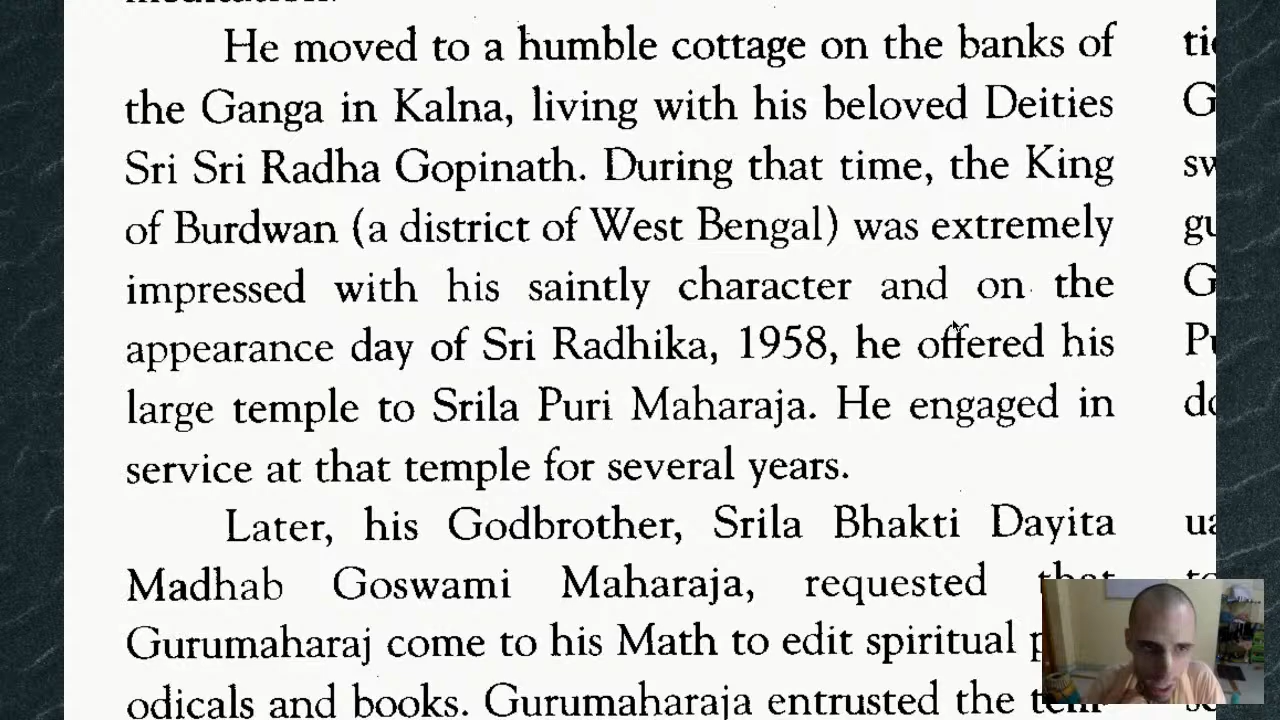 He moved to a humble cottage on the banks of
the Ganga in Kalna, living with his beloved Deities
Sri Sri Radha Gopinath. During that time, the King
of Burdwan (a district of West Bengal) was extremely
impressed with his saintly character and on the
appearance day of Sri Radhika, 1958, he offered his
large temple to Srila Puri Maharaja. He engaged in
service at that temple for several years.
Later, his Godbrother, Srila Bhakti Dayita
Madhab Goswami Maharaja, requested that
Gurumaharaj come to his Math to edit spiritual
odicals and books. Gurumaharaja entrusted the